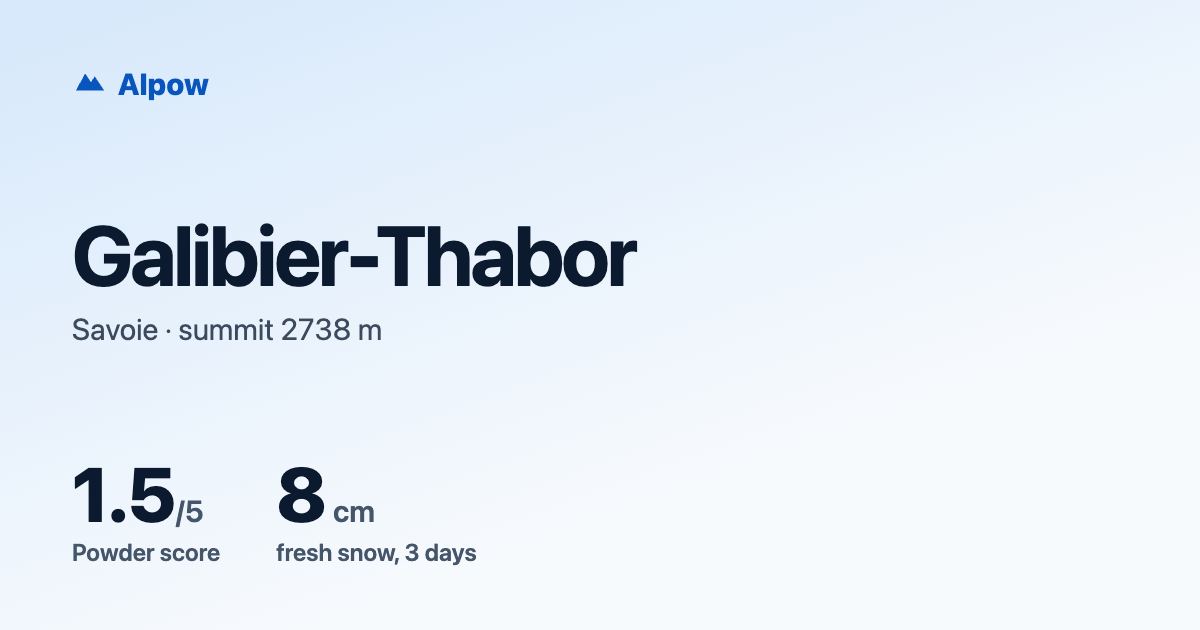 Alpow
Galibier-Thabor
Savoie · summit 2738 m
1.5/5 8 cm
Powder score fresh snow, 3 days